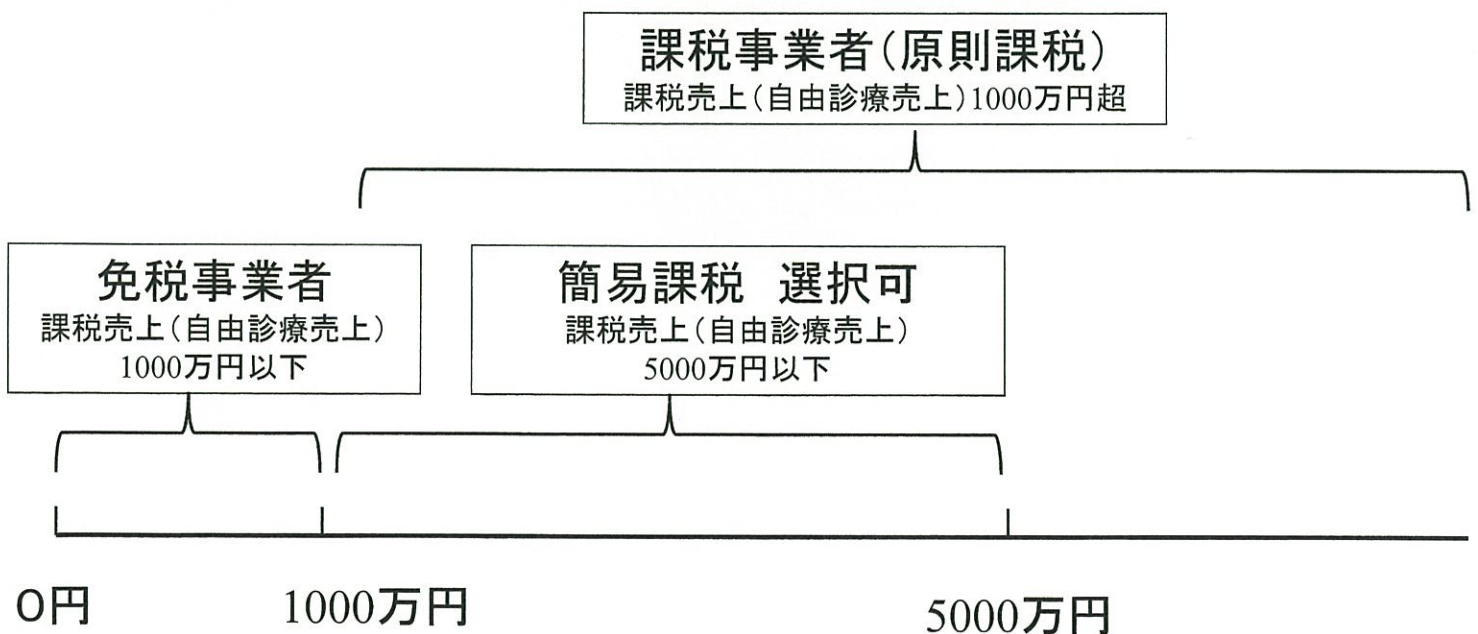 課税事業者(原則課税)
課税売上(自由診療売上)1000万円超
免税事業者
課税売上(自由診療売上)
1000万円以下
簡易課税 選択可
課税売上(自由診療売上)
5000万円以下
0円
1000万円
5000万円